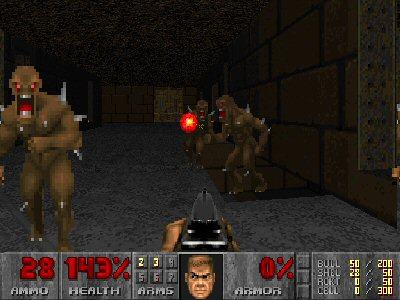 28 143% 2 3 4 5 6 7 0%
AMMO HEALTH ARMS ARMOR
BULL 50 / 200
SHEL 28 / 50
RCKT 0 / 50
CELL 0 / 300